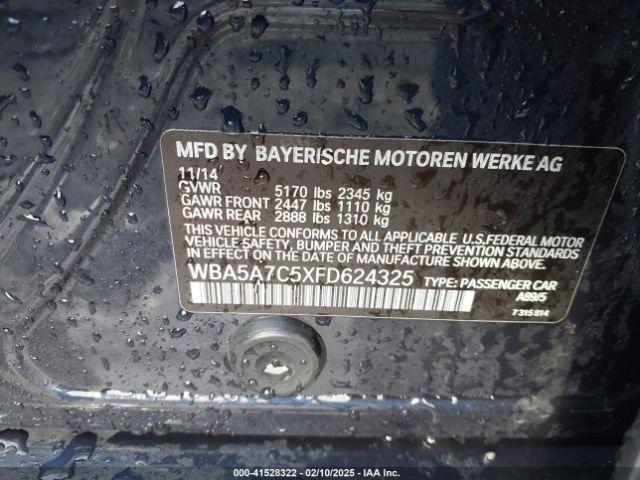 MFD BY BAYERISCHE MOTOREN WERKE AG
11/14
GVWR 5170 lbs 2345 kg
GAWR FRONT 2447 lbs 1110 kg
GAWR REAR 2888 lbs 1310 kg
THIS VEHICLE CONFORMS TO ALL APPLICABLE U.S.FEDERAL MOTOR
VEHICLE SAFETY, BUMPER AND THEFT PREVENTION STANDARDS
IN EFFECT ON THE DATE OF MANUFACTURE SHOWN ABOVE.
WBA5A7C5XFD624325 TYPE: PASSENGER CAR
A89/5
7315814
000-41528322 - 02/10/2025 - IAA Inc.